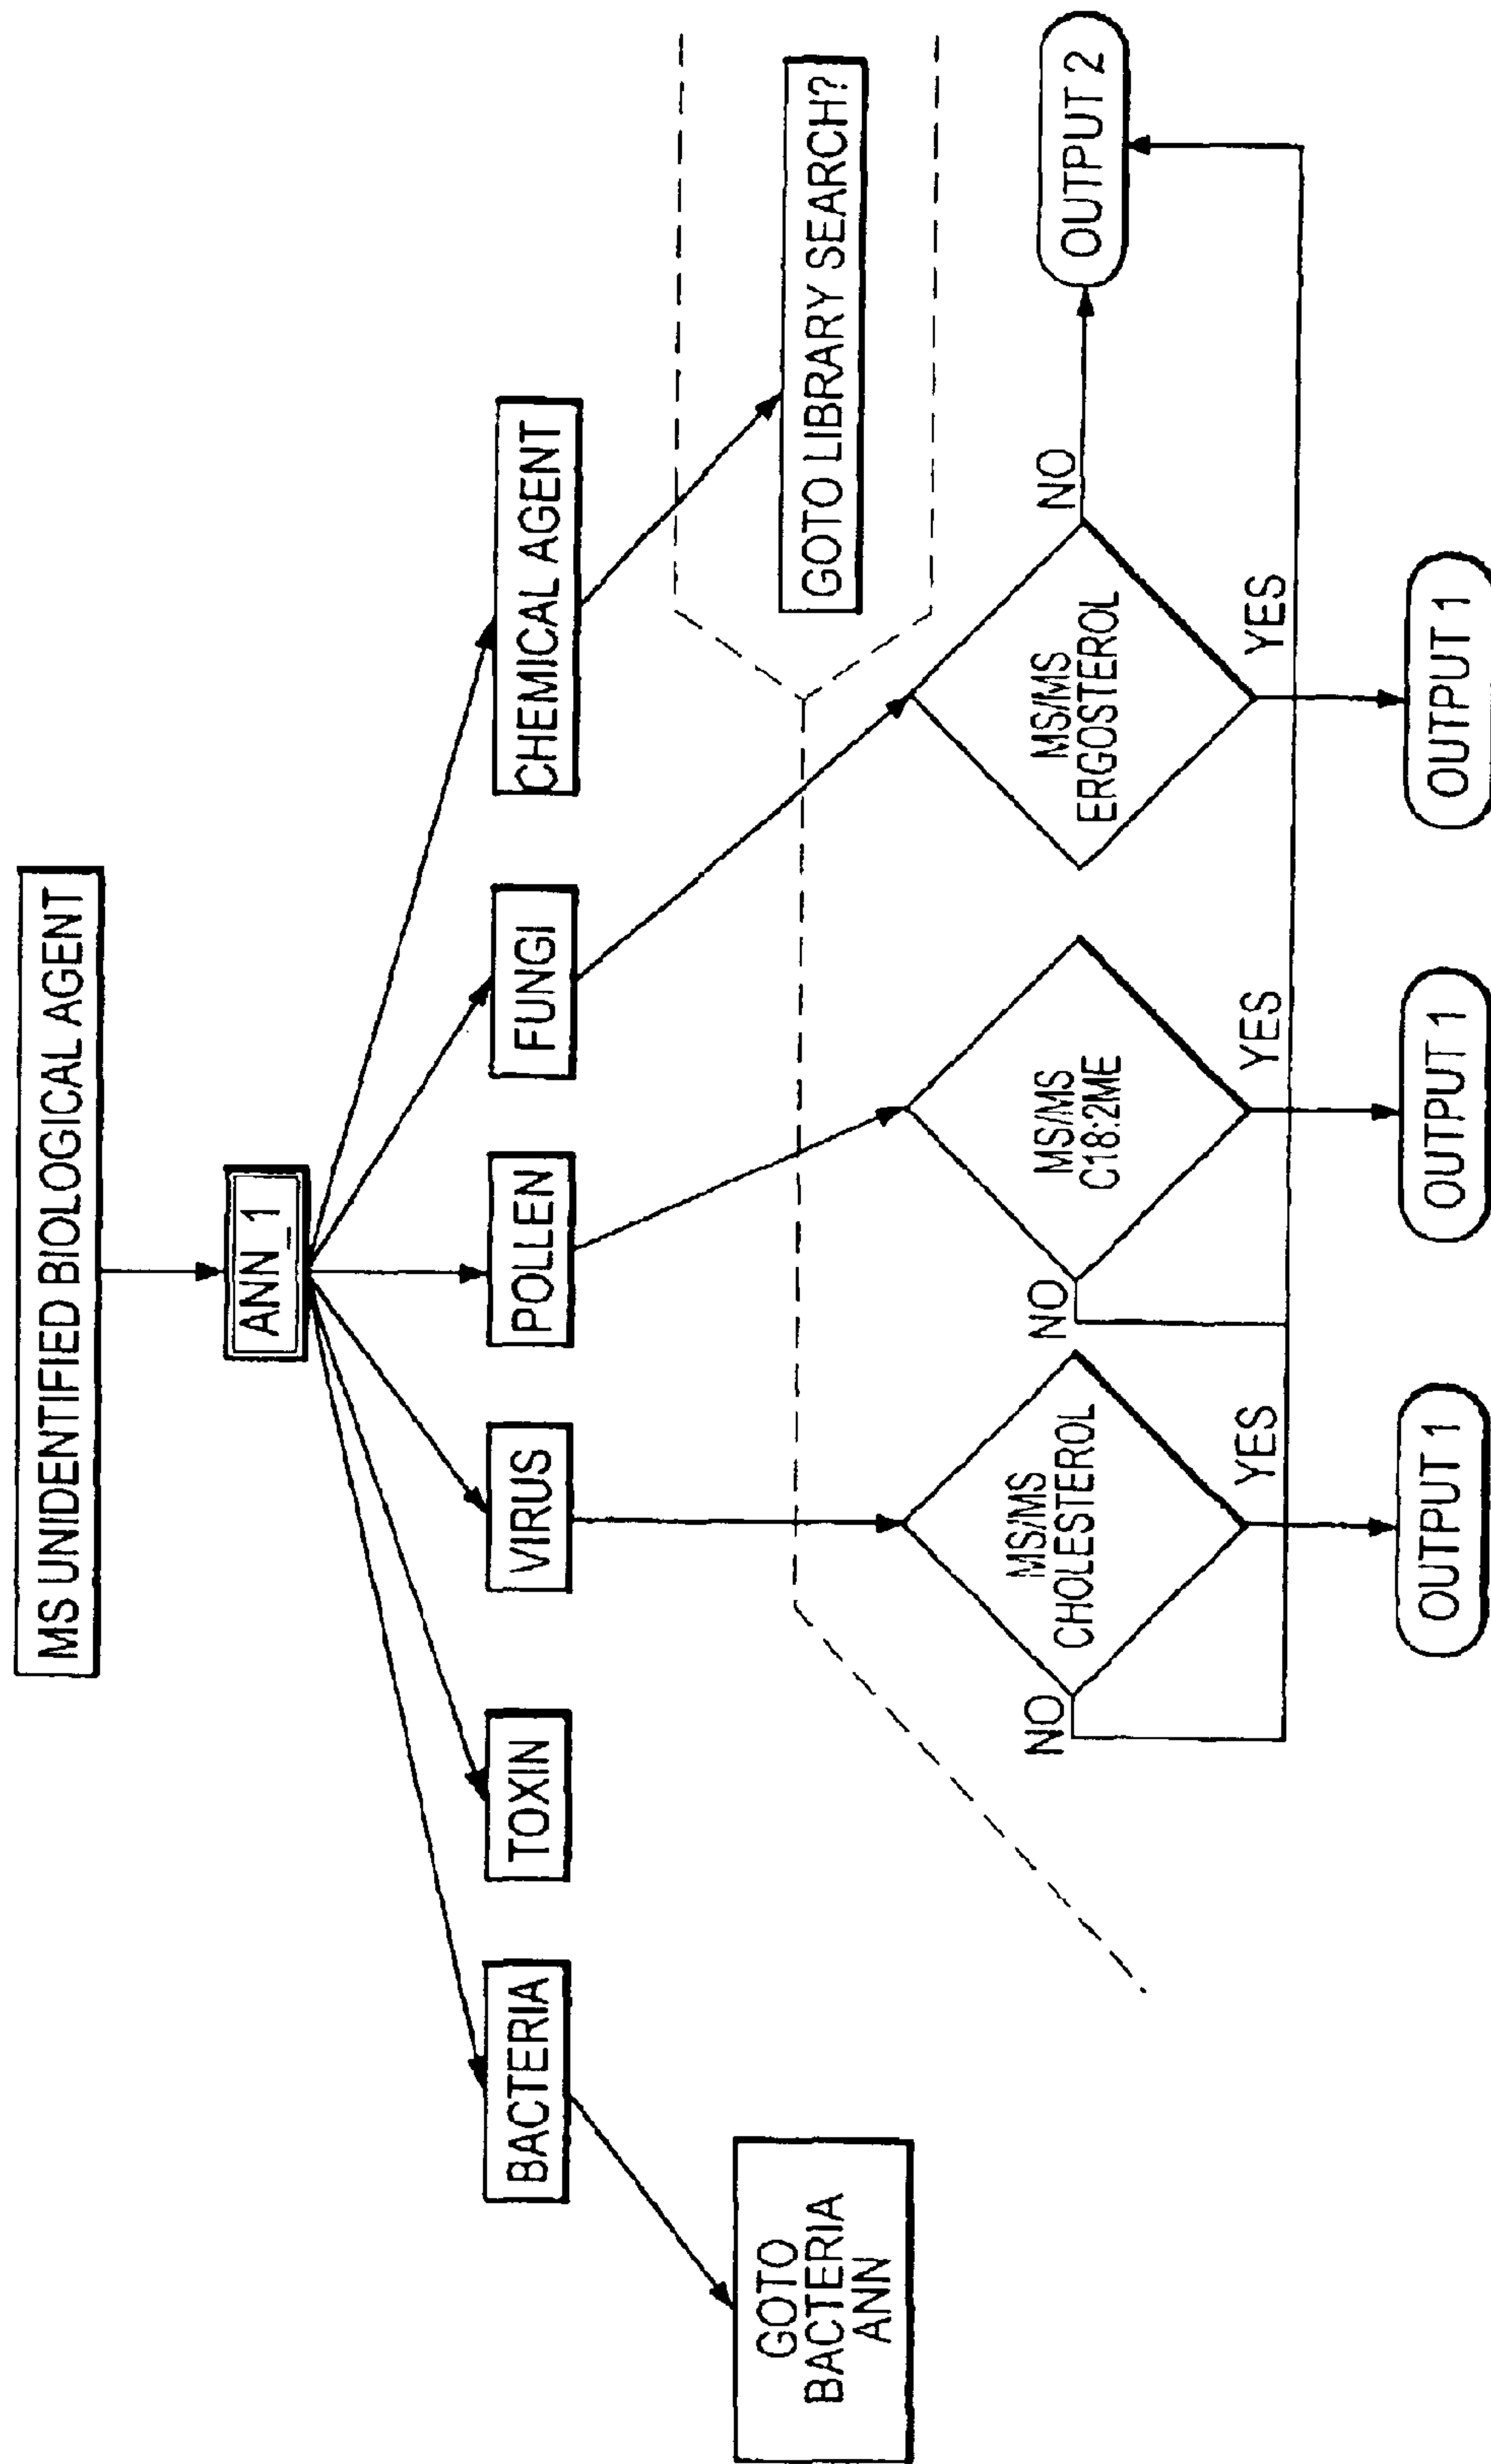 MS UNIDENTIFIED BIOLOGICAL AGENT
ANN_1
BACTERIA
TOXIN
VIRUS
POLLEN
FUNGI
CHEMICAL AGENT
GOTO
BACTERIA
ANN
GOTO LIBRARY SEARCH?
NO
MS/MS
CHOLESTEROL
YES
NO
MS/MS
C18:2ME
YES
MS/MS
ERGOSTEROL
NO
YES
OUTPUT 2
OUTPUT 1
OUTPUT 1
OUTPUT 1